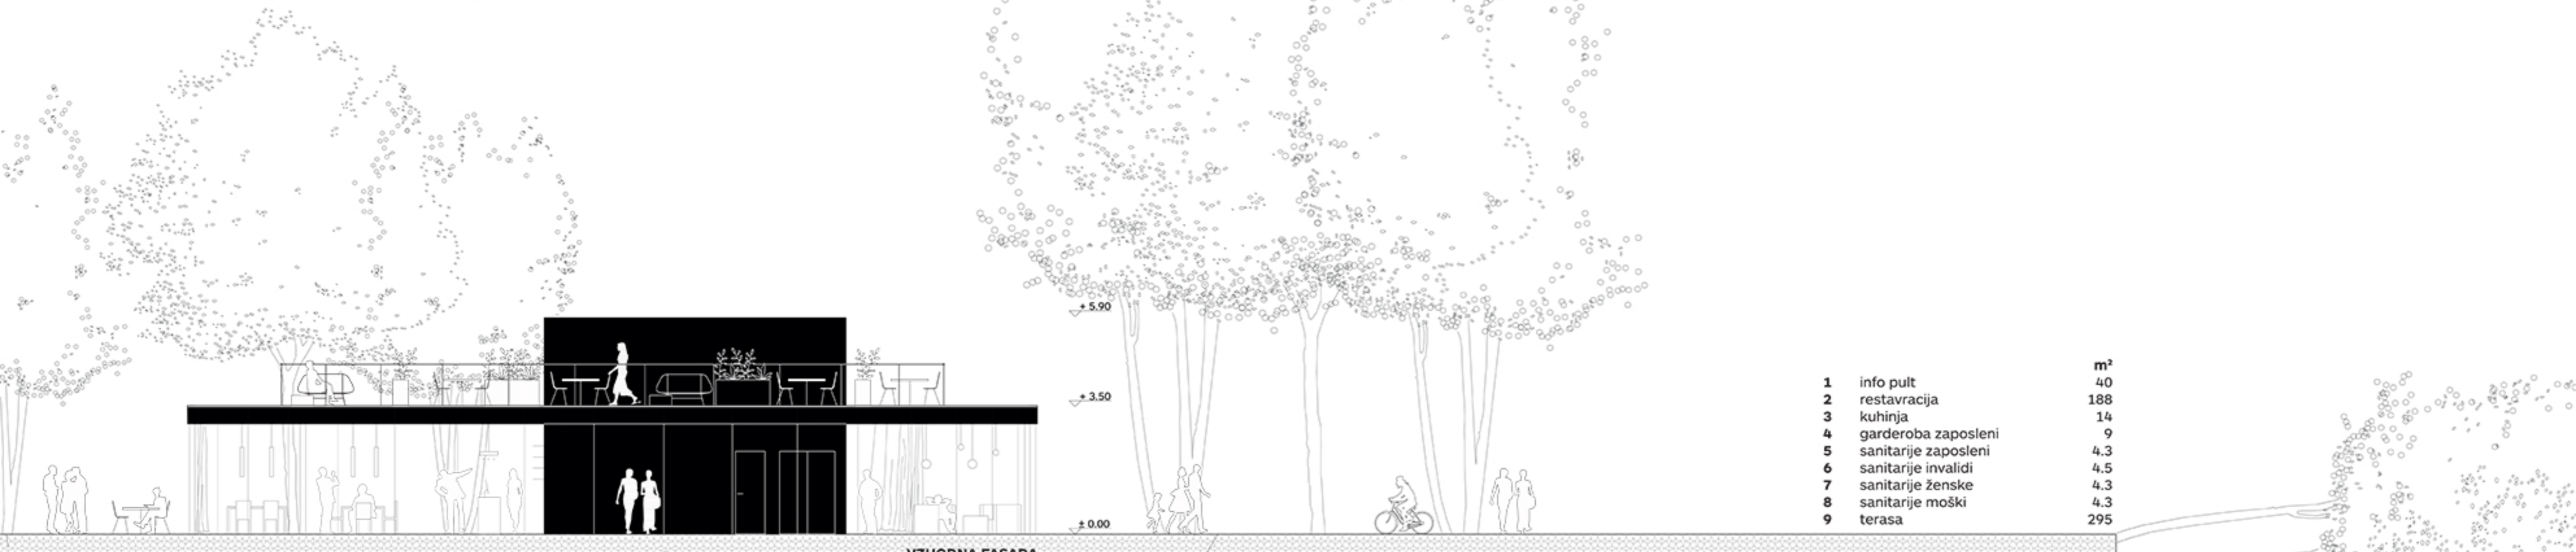 + 5.90
+ 3.50
± 0.00
m²
1 info pult 40
2 restavracija 188
3 kuhinja 14
4 garderoba zaposleni 9
5 sanitarije zaposleni 4.3
6 sanitarije invalidi 4.5
7 sanitarije ženske 4.3
8 sanitarije moški 4.3
9 terasa 295